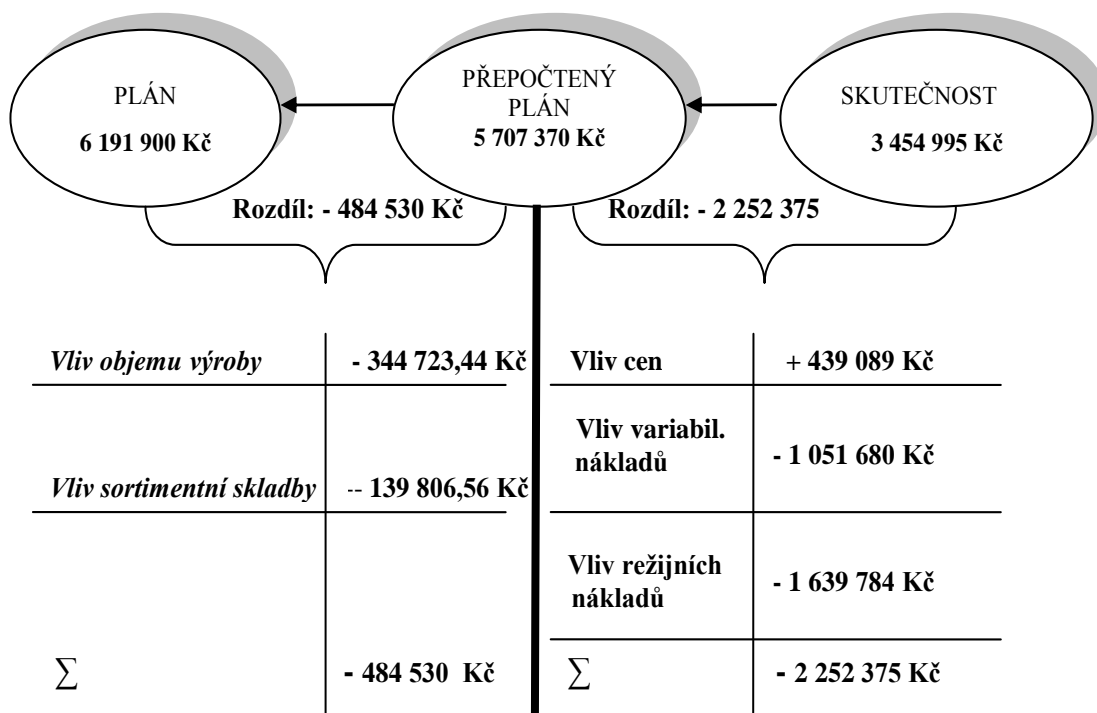 PLÁN
6 191 900 Kč
PŘEPOČTENÝ
PLÁN
5 707 370 Kč
SKUTEČNOST
3 454 995 Kč
Rozdíl: - 484 530 Kč
Rozdíl: - 2 252 375
Vliv objemu výroby - 344 723,44 Kč
Vliv sortimentní skladby -- 139 806,56 Kč
∑ - 484 530 Kč
Vliv cen + 439 089 Kč
Vliv variabil.
nákladů - 1 051 680 Kč
Vliv režijních
nákladů - 1 639 784 Kč
∑ - 2 252 375 Kč